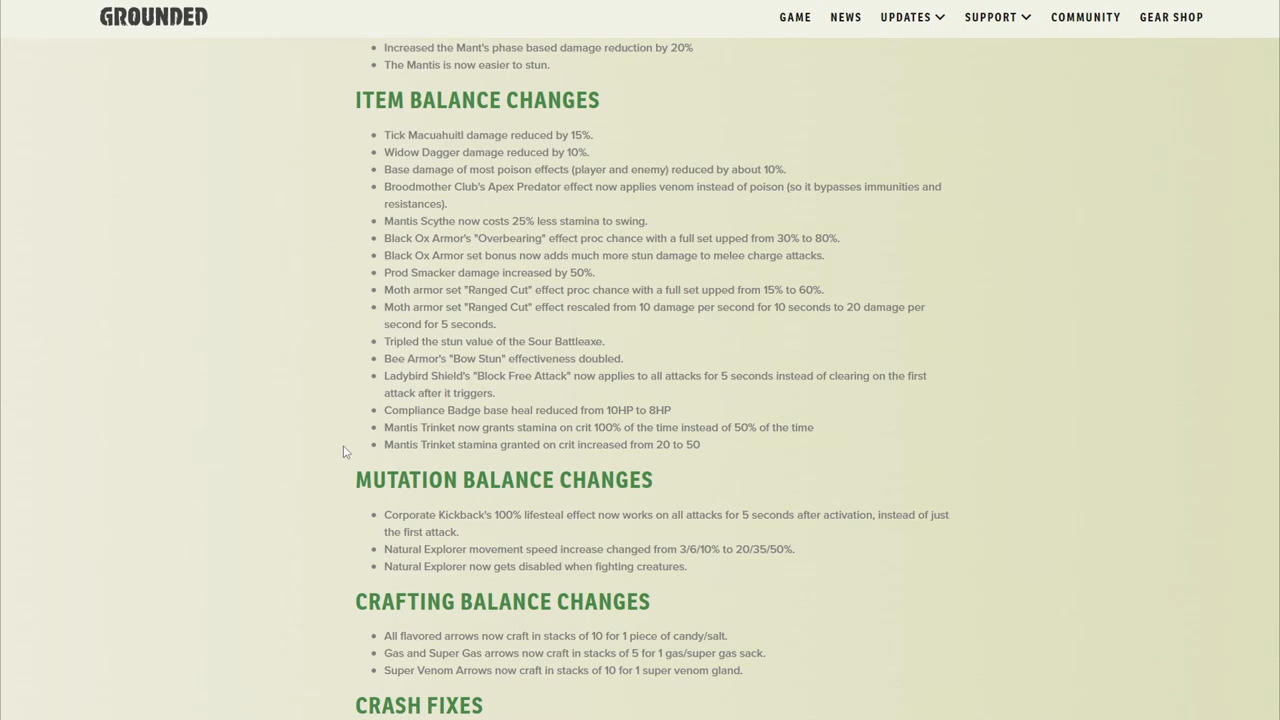 GROUNDED
GAME NEWS UPDATES SUPPORT COMMUNITY GEAR SHOP
Increased the Mant's phase based damage reduction by 20%
The Mantis is now easier to stun.
ITEM BALANCE CHANGES
Tick Macuahuitl damage reduced by 15%.
Widow Dagger damage reduced by 10%.
Base damage of most poison effects (player and enemy) reduced by about 10%.
Broodmother Club's Apex Predator effect now applies venom instead of poison (so it bypasses immunities and
resistances).
Mantis Scythe now costs 25% less stamina to swing.
Black Ox Armor's "Overbearing" effect proc chance with a full set upped from 30% to 80%.
Black Ox Armor set bonus now adds much more stun damage to melee charge attacks.
Prod Smacker damage increased by 50%.
Moth armor set "Ranged Cut" effect proc chance with a full set upped from 15% to 60%.
Moth armor set "Ranged Cut" effect rescaled from 10 damage per second for 10 seconds to 20 damage per
second for 5 seconds.
Tripled the stun value of the Sour Battleaxe.
Bee Armor's "Bow Stun" effectiveness doubled.
Ladybird Shield's "Block Free Attack" now applies to all attacks for 5 seconds instead of clearing on the first
attack after it triggers.
Compliance Badge base heal reduced from 10HP to 8HP
Mantis Trinket now grants stamina on crit 100% of the time instead of 50% of the time
Mantis Trinket stamina granted on crit increased from 20 to 50
MUTATION BALANCE CHANGES
Corporate Kickback's 100% lifesteal effect now works on all attacks for 5 seconds after activation, instead of just
the first attack.
Natural Explorer movement speed increase changed from 3/6/10% to 20/35/50%.
Natural Explorer now gets disabled when fighting creatures.
CRAFTING BALANCE CHANGES
All flavored arrows now craft in stacks of 10 for 1 piece of candy/salt.
Gas and Super Gas arrows now craft in stacks of 5 for 1 gas/super gas sack.
Super Venom Arrows now craft in stacks of 10 for 1 super venom gland.
CRASH FIXES